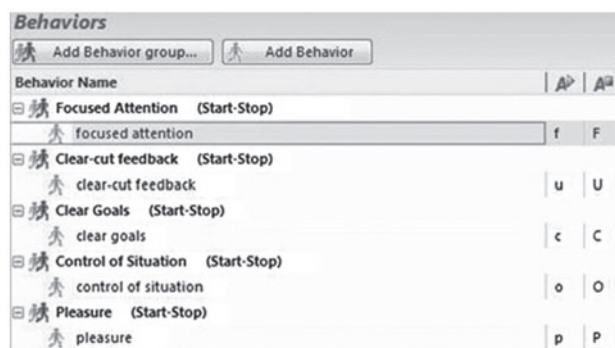 Behaviors
Add Behavior group... Add Behavior
Behavior Name A A
Focused Attention (Start-Stop)
focused attention f F
Clear-cut feedback (Start-Stop)
clear-cut feedback u U
Clear Goals (Start-Stop)
clear goals c C
Control of Situation (Start-Stop)
control of situation o O
Pleasure (Start-Stop)
pleasure p P